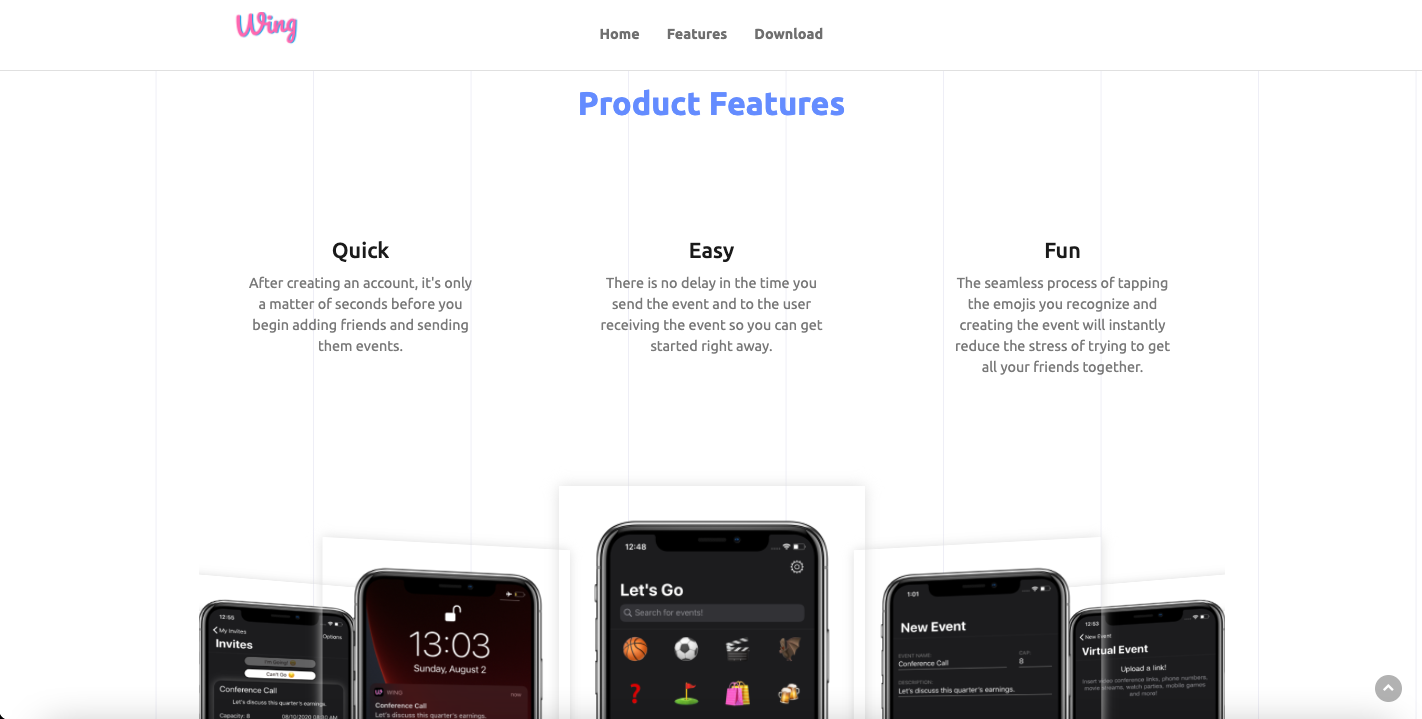 Wing
Home Features Download
Product Features
Quick
After creating an account, it's only
a matter of seconds before you
begin adding friends and sending
them events.
Easy
There is no delay in the time you
send the event and to the user
receiving the event so you can get
started right away.
Fun
The seamless process of tapping
the emojis you recognize and
creating the event will instantly
reduce the stress of trying to get
all your friends together.
12:55
My Invites
Options
Invites
I'm Going! 😄
Can't Go 😔
Conference Call
Let's discuss this quarter's earnings.
Capacity: 8 08/10/2020 04:30 AM
13:03
Sunday, August 2
UP WING now
Conference Call
Let's discuss this quarter's earnings.
12:48
Let's Go
Search for events!
1:01
New Event
EVENT NAME: CAP:
Conference Call 8
DESCRIPTION:
Let's discuss this quarter's earnings.
12:53
New Event
Virtual Event
Upload a link!
Insert video conference links, phone numbers,
movie streams, watch parties, mobile games
and more!